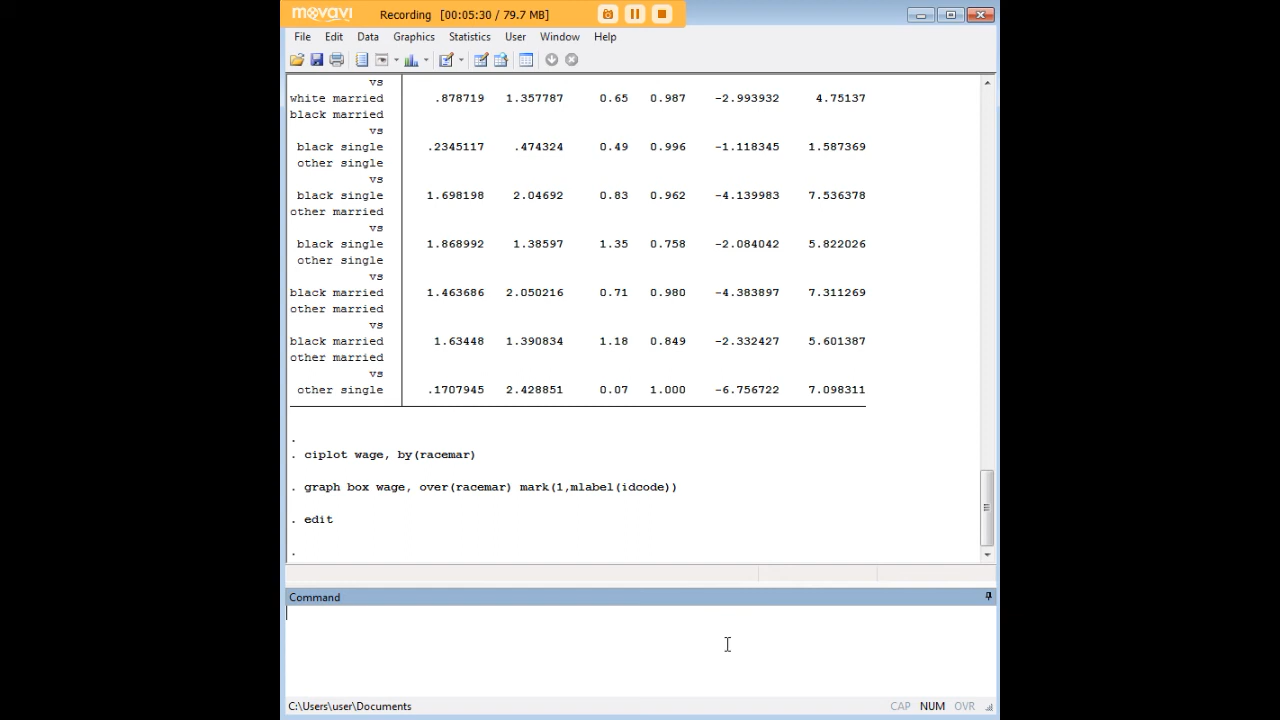 movavi Recording [00:05:30 / 79.7 MB]
File Edit Data Graphics Statistics User Window Help
vs
white married .878719 1.357787 0.65 0.987 -2.993932 4.75137
black married
vs
black single .2345117 .474324 0.49 0.996 -1.118345 1.587369
other single
vs
black single 1.698198 2.04692 0.83 0.962 -4.139983 7.536378
other married
vs
black single 1.868992 1.38597 1.35 0.758 -2.084042 5.822026
other single
vs
black married 1.463686 2.050216 0.71 0.980 -4.383897 7.311269
other married
vs
black married 1.63448 1.390834 1.18 0.849 -2.332427 5.601387
other married
vs
other single .1707945 2.428851 0.07 1.000 -6.756722 7.098311
.
. ciplot wage, by(racemar)
. graph box wage, over(racemar) mark(1,mlabel(idcode))
. edit
.
Command
C:\Users\user\Documents CAP NUM OVR